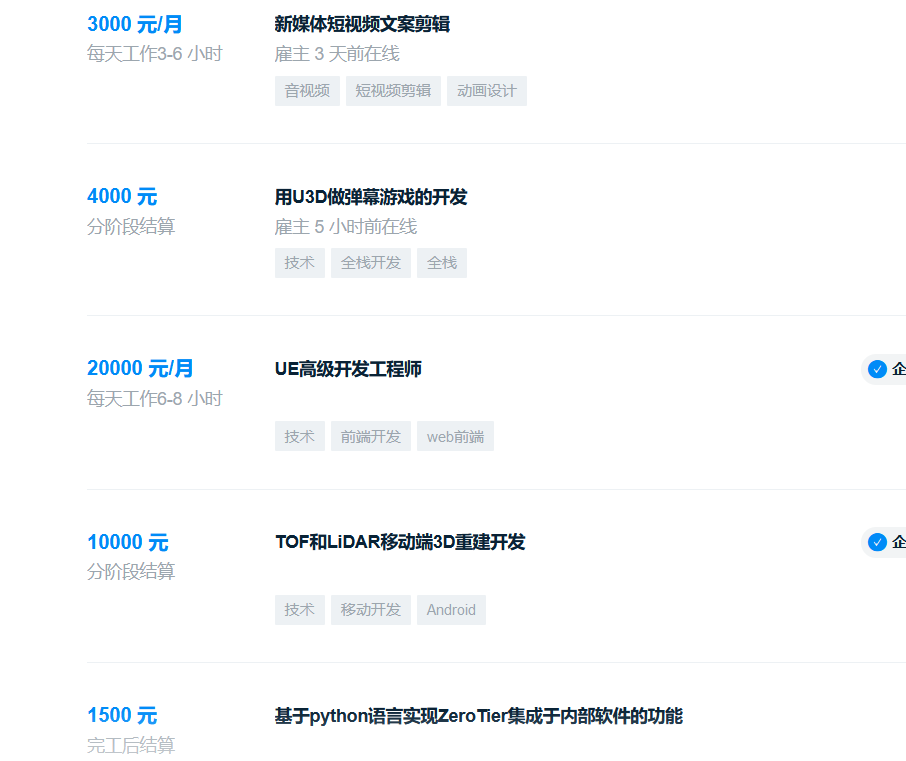 3000 元/月
新媒体短视频文案剪辑
每天工作3-6 小时
雇主 3 天前在线
音视频 短视频剪辑 动画设计
4000 元
用U3D做弹幕游戏的开发
分阶段结算
雇主 5 小时前在线
技术 全栈开发 全栈
20000 元/月
UE高级开发工程师
企
每天工作6-8 小时
技术 前端开发 web前端
10000 元
TOF和LiDAR移动端3D重建开发
企
分阶段结算
技术 移动开发 Android
1500 元
基于python语言实现ZeroTier集成于内部软件的功能
完工后结算